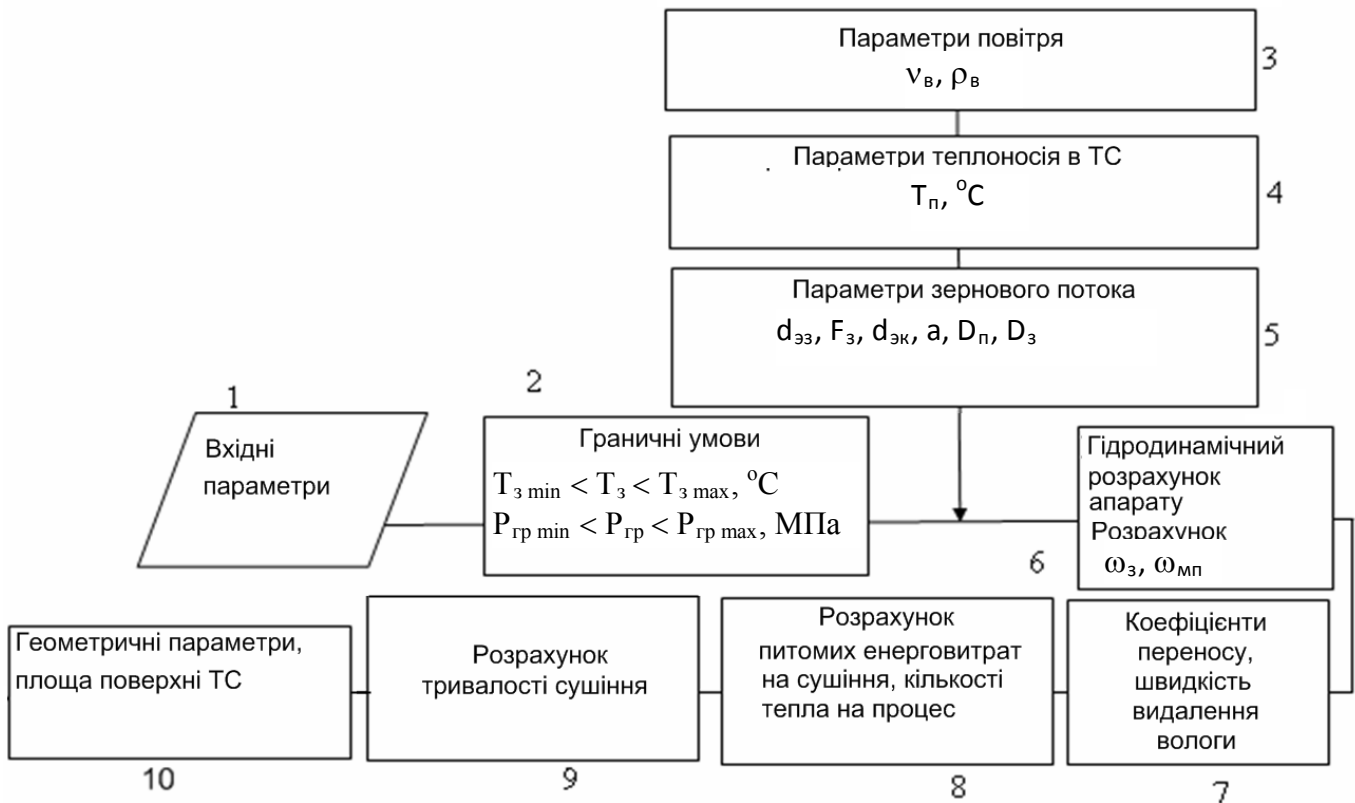 Параметри повітря
νв, ρв
3
Параметри теплоносія в ТС
Тп, °С
4
Параметри зернового потока
dэз, Fз, dэк, a, Dп, Dз
5
1
Вхідні
параметри
2
Граничні умови
Тз min < Тз < Тз max, °С
Ргр min < Ргр < Ргр max, МПа
Гідродинамічний
розрахунок
апарату
Розрахунок
ωз, ωмп
6
Коефіцієнти
переносу,
швидкість
видалення
вологи
7
Розрахунок
питомих енерговитрат
на сушіння, кількості
тепла на процес
8
Розрахунок
тривалості сушіння
9
Геометричні параметри,
площа поверхні ТС
10